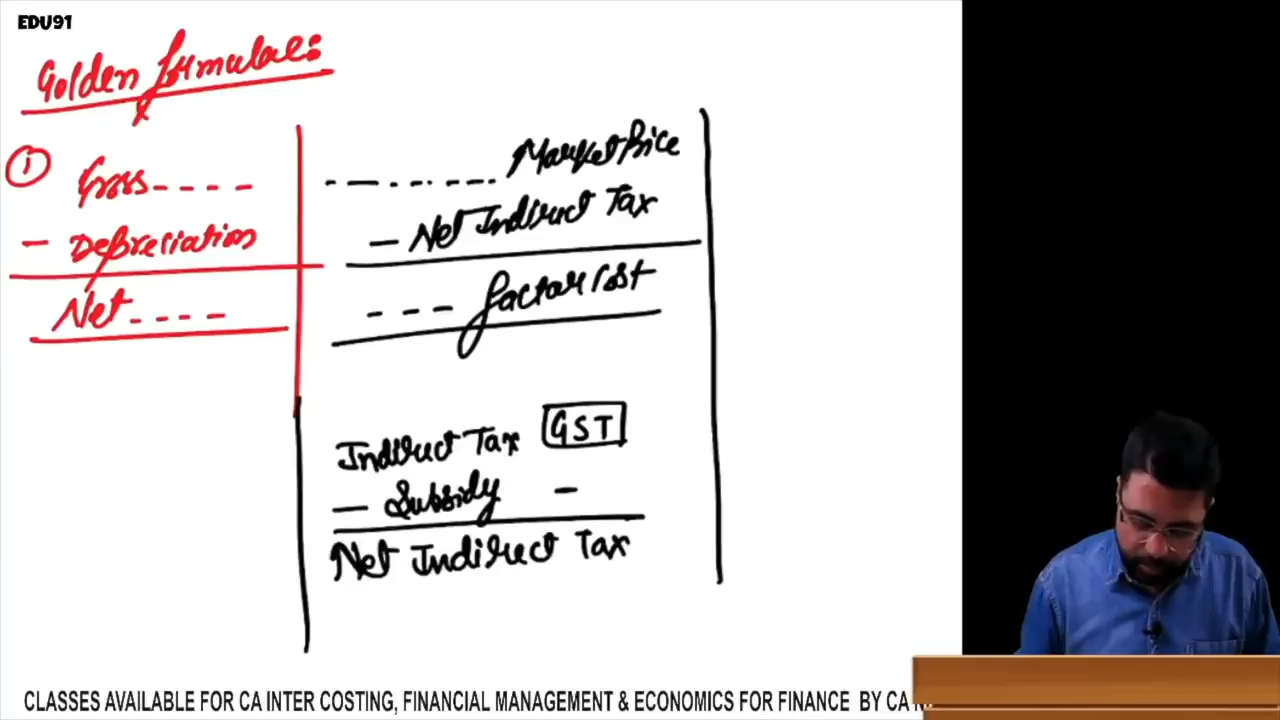 EDU91
Golden formulae:
① Gross----
- Depreciation
Net----
--------- Market Price
- Net Indirect Tax
--- factor cost
Indirect Tax GST
- Subsidy -
Net Indirect Tax
CLASSES AVAILABLE FOR CA INTER COSTING, FINANCIAL MANAGEMENT & ECONOMICS FOR FINANCE BY CA